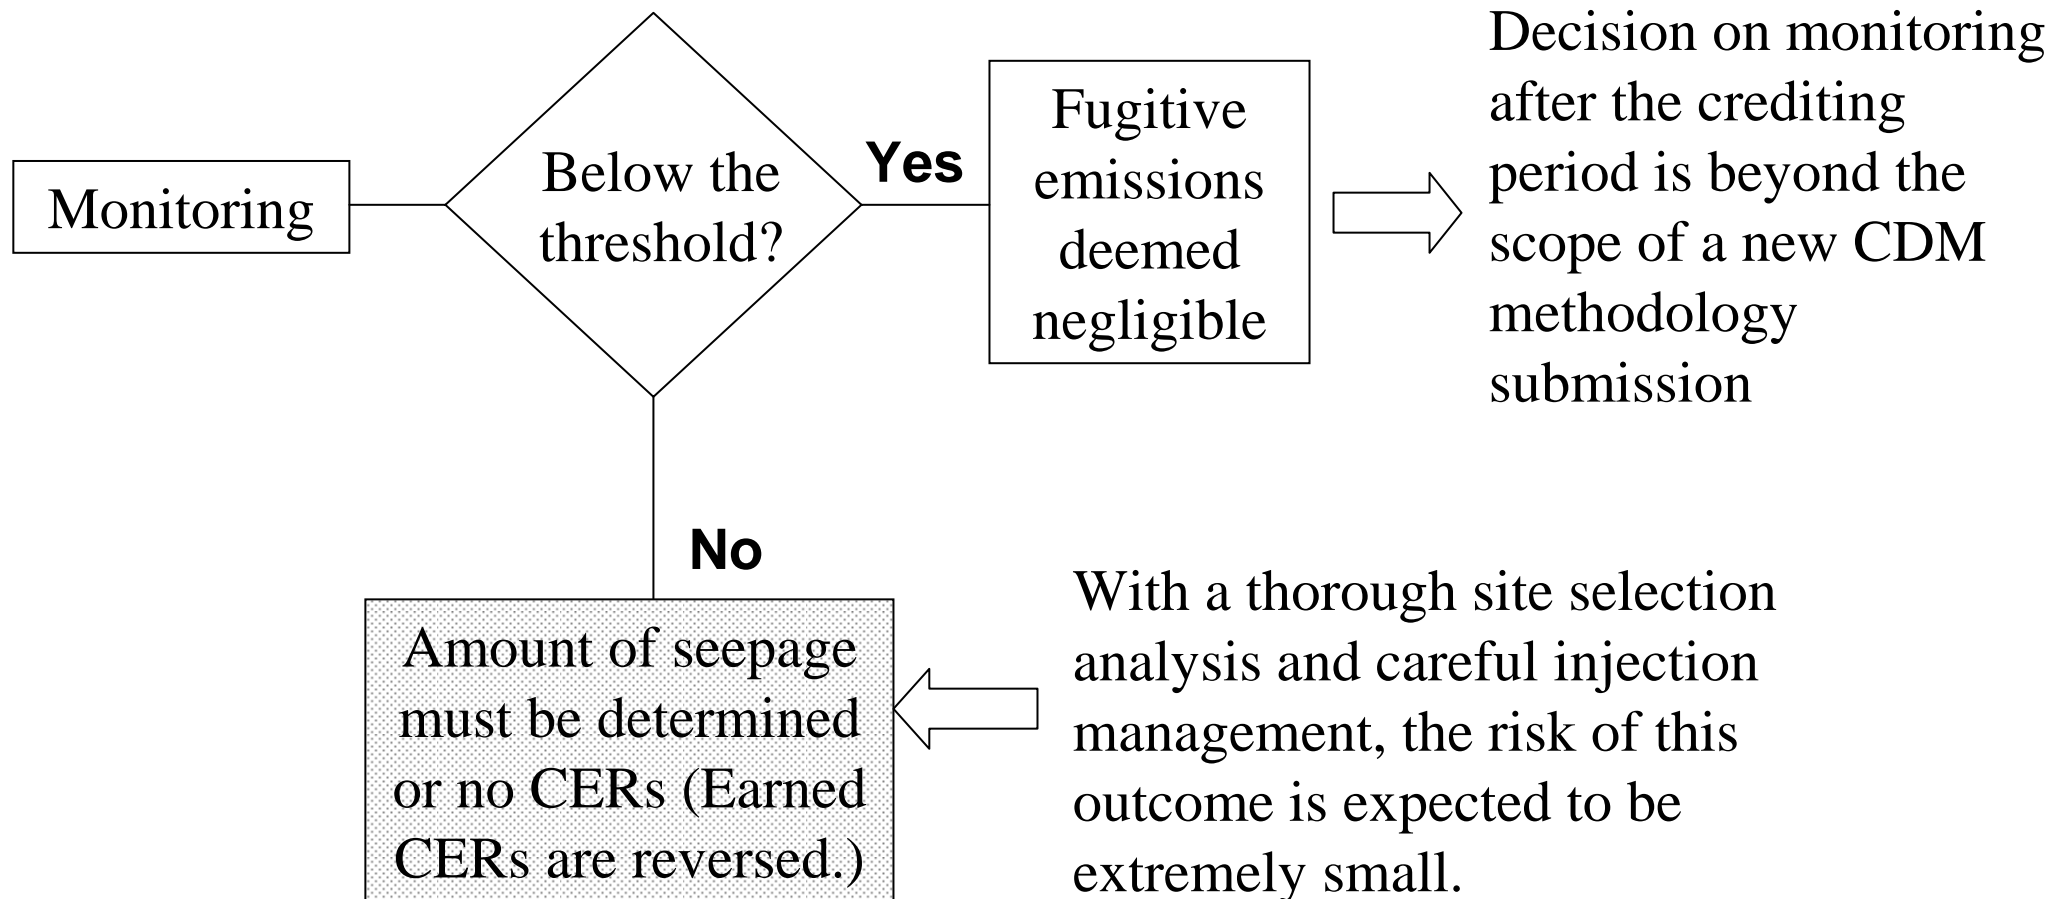 Monitoring
Below the
threshold?
Yes
Fugitive
emissions
deemed
negligible
Decision on monitoring
after the crediting
period is beyond the
scope of a new CDM
methodology
submission
No
Amount of seepage
must be determined
or no CERs (Earned
CERs are reversed.)
With a thorough site selection
analysis and careful injection
management, the risk of this
outcome is expected to be
extremely small.